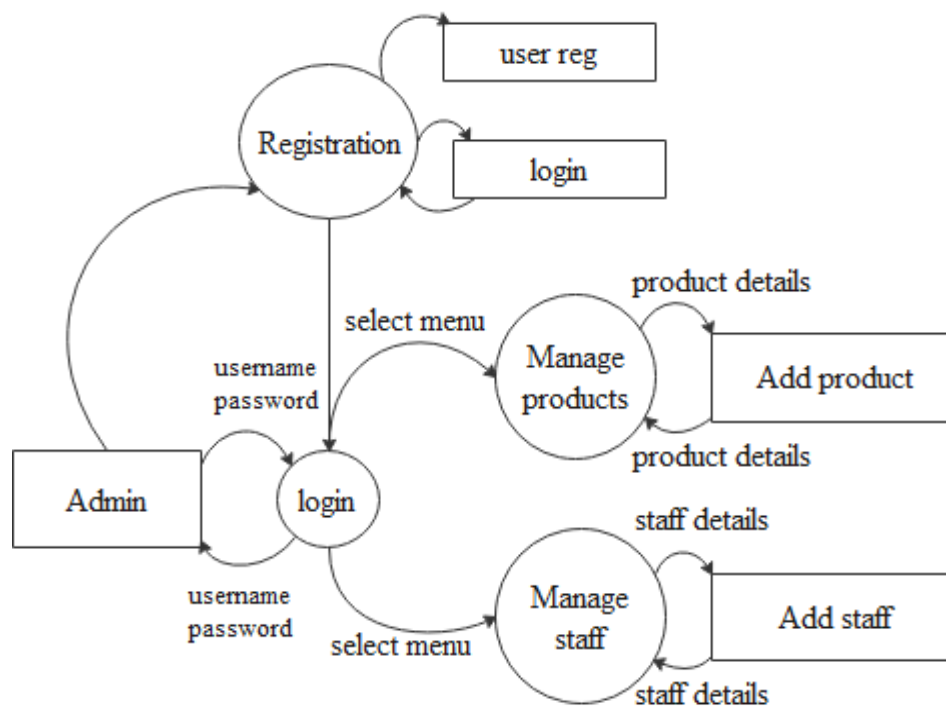 user reg
Registration
login
product details
select menu
Manage
products
Add product
username
password
product details
Admin
login
staff details
username
password
select menu
Manage
staff
Add staff
staff details